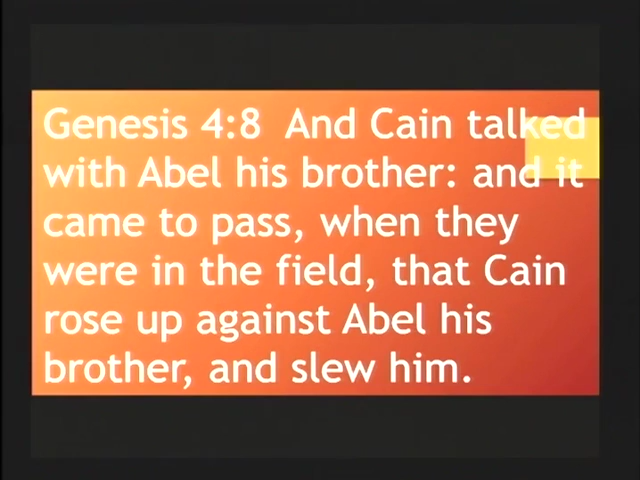 Genesis 4:8  And Cain talked
with Abel his brother: and it
came to pass, when they
were in the field, that Cain
rose up against Abel his
brother, and slew him.